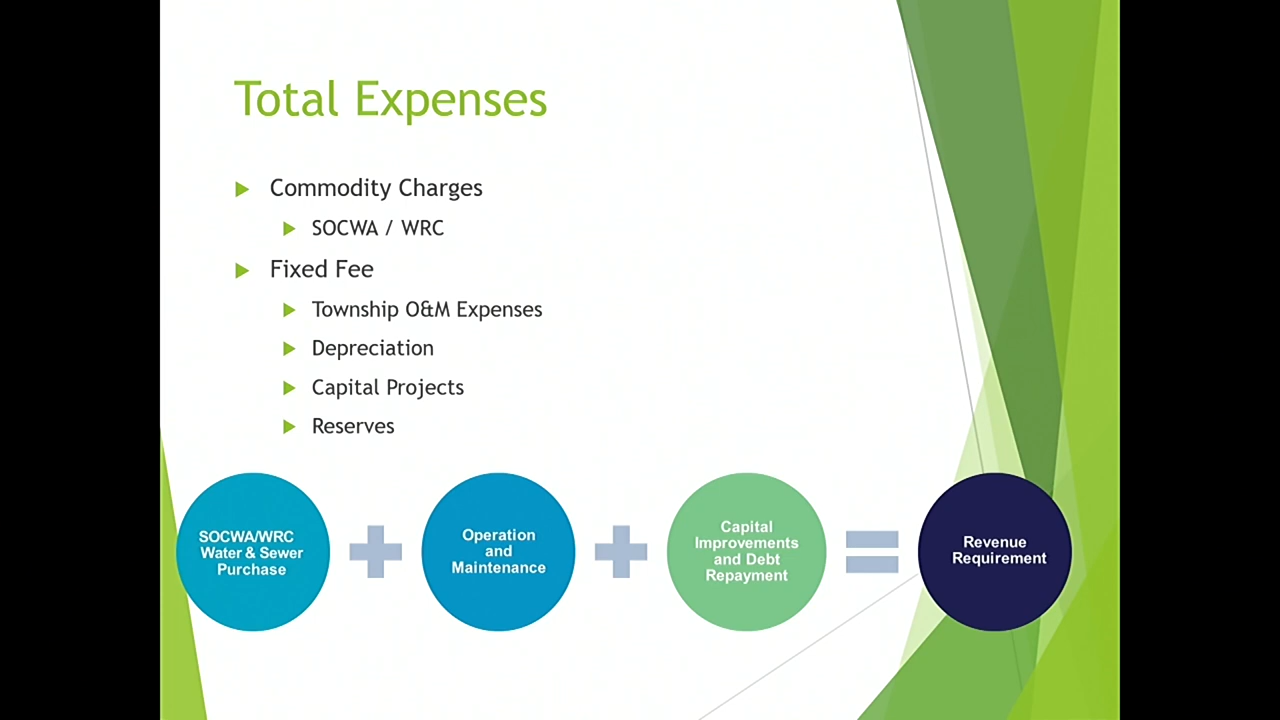 Total Expenses
Commodity Charges
SOCWA / WRC
Fixed Fee
Township O&M Expenses
Depreciation
Capital Projects
Reserves
SOCWA/WRC
Water & Sewer
Purchase
Operation
and
Maintenance
Capital
Improvements
and Debt
Repayment
Revenue
Requirement